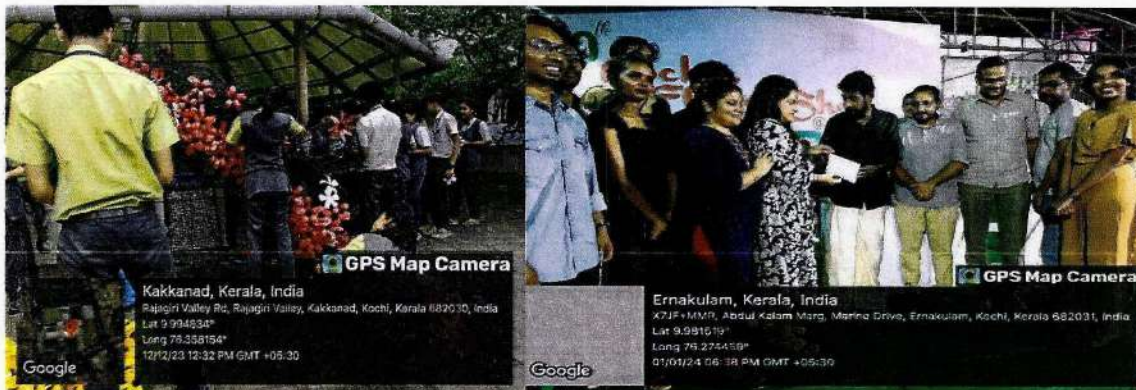 GPS Map Camera
Kakkanad, Kerala, India
Rajagiri Valley Rd, Rajagiri Valley, Kakkanad, Kochi, Kerala 682030, India
Lat 9.994834°
Long 76.358154°
12/12/23 12:32 PM GMT +05:30
Google
GPS Map Camera
Ernakulam, Kerala, India
X7JF+MMR, Abdul Kalam Marg, Marine Drive, Ernakulam, Kochi, Kerala 682031, India
Lat 9.981619°
Long 76.274459°
01/01/24 06:38 PM GMT +05:30
Google